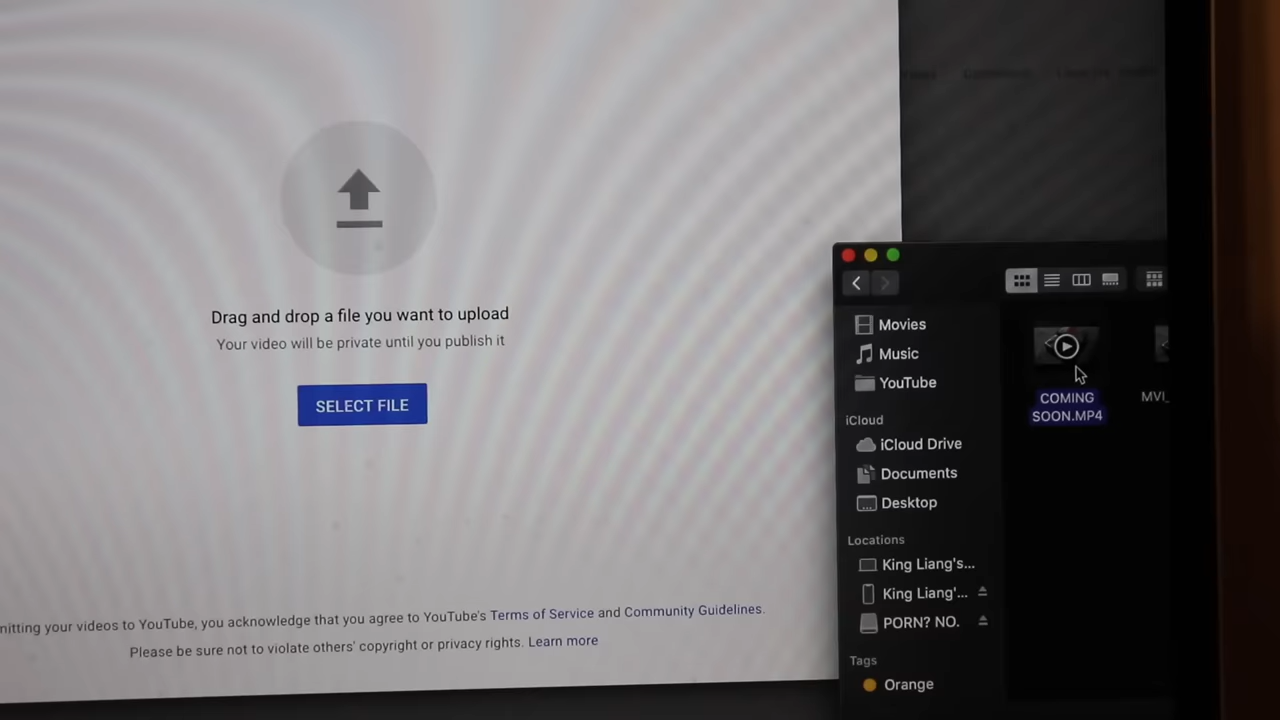 Drag and drop a file you want to upload
Your video will be private until you publish it
SELECT FILE
mitting your videos to YouTube, you acknowledge that you agree to YouTube's Terms of Service and Community Guidelines.
Please be sure not to violate others' copyright or privacy rights. Learn more
Movies
Music
YouTube
iCloud
iCloud Drive
Documents
Desktop
Locations
King Liang's...
King Liang'...
PORN? NO.
Tags
Orange
COMING
SOON.MP4
MVI_